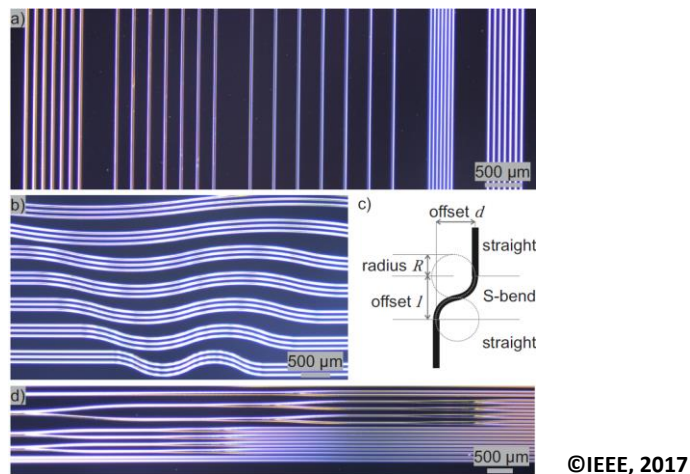 a)
500 µm
b)
500 µm
c)
offset d
straight
radius R
S-bend
offset l
straight
d)
500 µm
©IEEE, 2017